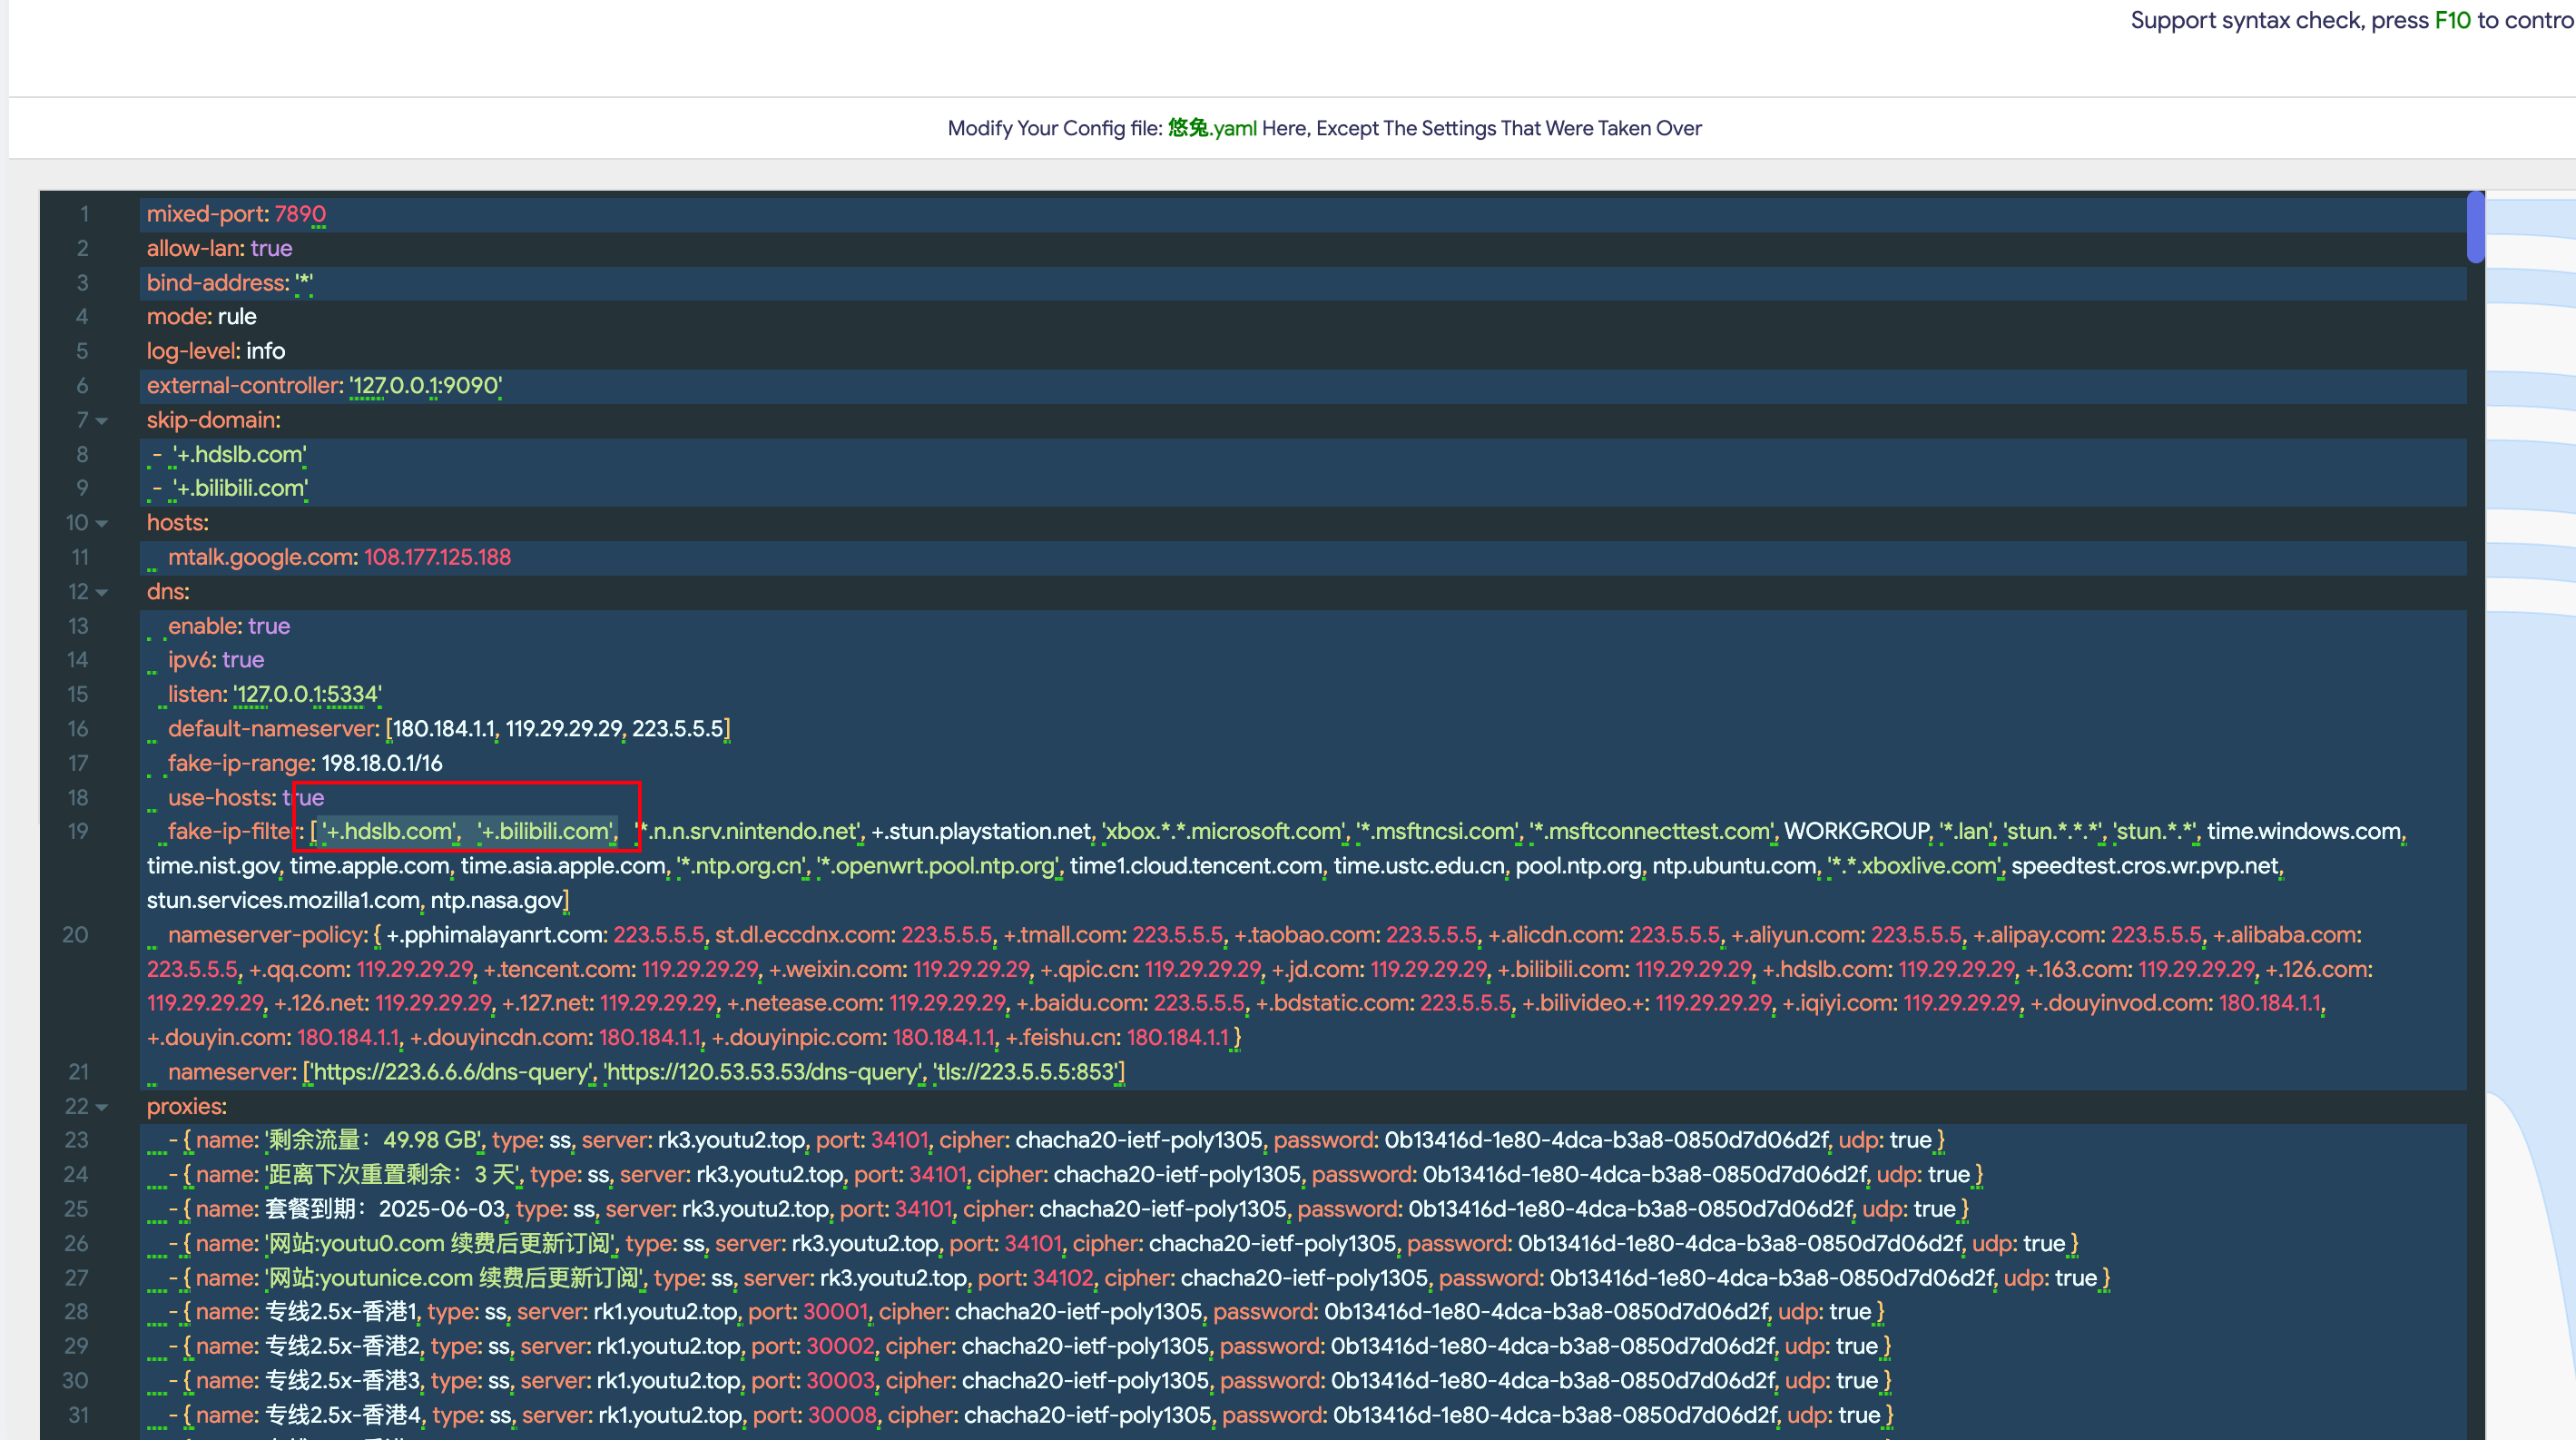 Support syntax check, press F10 to contro
Modify Your Config file: 悠兔.yaml Here, Except The Settings That Were Taken Over
1 mixed-port: 7890
2 allow-lan: true
3 bind-address: '*'
4 mode: rule
5 log-level: info
6 external-controller: '127.0.0.1:9090'
7 skip-domain:
8 - '+.hdslb.com'
9 - '+.bilibili.com'
10 hosts:
11 mtalk.google.com: 108.177.125.188
12 dns:
13 enable: true
14 ipv6: true
15 listen: '127.0.0.1:5334'
16 default-nameserver: [180.184.1.1, 119.29.29.29, 223.5.5.5]
17 fake-ip-range: 198.18.0.1/16
18 use-hosts: true
19 fake-ip-filter: [ '+.hdslb.com', '+.bilibili.com', '*.n.n.srv.nintendo.net', +.stun.playstation.net, 'xbox.*.*.microsoft.com', '*.msftncsi.com', '*.msftconnecttest.com', WORKGROUP, '*.lan', 'stun.*.*.*', 'stun.*.*', time.windows.com,
time.nist.gov, time.apple.com, time.asia.apple.com, '*.ntp.org.cn', '*.openwrt.pool.ntp.org', time1.cloud.tencent.com, time.ustc.edu.cn, pool.ntp.org, ntp.ubuntu.com, '*.*.xboxlive.com', speedtest.cros.wr.pvp.net,
stun.services.mozilla1.com, ntp.nasa.gov]
20 nameserver-policy: { +.pphimalayanrt.com: 223.5.5.5, st.dl.eccdnx.com: 223.5.5.5, +.tmall.com: 223.5.5.5, +.taobao.com: 223.5.5.5, +.alicdn.com: 223.5.5.5, +.aliyun.com: 223.5.5.5, +.alipay.com: 223.5.5.5, +.alibaba.com:
223.5.5.5, +.qq.com: 119.29.29.29, +.tencent.com: 119.29.29.29, +.weixin.com: 119.29.29.29, +.qpic.cn: 119.29.29.29, +.jd.com: 119.29.29.29, +.bilibili.com: 119.29.29.29, +.hdslb.com: 119.29.29.29, +.163.com: 119.29.29.29, +.126.com:
119.29.29.29, +.126.net: 119.29.29.29, +.127.net: 119.29.29.29, +.netease.com: 119.29.29.29, +.baidu.com: 223.5.5.5, +.bdstatic.com: 223.5.5.5, +.bilivideo.+: 119.29.29.29, +.iqiyi.com: 119.29.29.29, +.douyinvod.com: 180.184.1.1,
+.douyin.com: 180.184.1.1, +.douyincdn.com: 180.184.1.1, +.douyinpic.com: 180.184.1.1, +.feishu.cn: 180.184.1.1 }
21 nameserver: ['https://223.6.6.6/dns-query', 'https://120.53.53.53/dns-query', 'tls://223.5.5.5:853']
22 proxies:
23 - { name: '剩余流量：49.98 GB', type: ss, server: rk3.youtu2.top, port: 34101, cipher: chacha20-ietf-poly1305, password: 0b13416d-1e80-4dca-b3a8-0850d7d06d2f, udp: true }
24 - { name: '距离下次重置剩余：3 天', type: ss, server: rk3.youtu2.top, port: 34101, cipher: chacha20-ietf-poly1305, password: 0b13416d-1e80-4dca-b3a8-0850d7d06d2f, udp: true }
25 - { name: 套餐到期：2025-06-03, type: ss, server: rk3.youtu2.top, port: 34101, cipher: chacha20-ietf-poly1305, password: 0b13416d-1e80-4dca-b3a8-0850d7d06d2f, udp: true }
26 - { name: '网站:youtu0.com 续费后更新订阅', type: ss, server: rk3.youtu2.top, port: 34101, cipher: chacha20-ietf-poly1305, password: 0b13416d-1e80-4dca-b3a8-0850d7d06d2f, udp: true }
27 - { name: '网站:youtunice.com 续费后更新订阅', type: ss, server: rk3.youtu2.top, port: 34102, cipher: chacha20-ietf-poly1305, password: 0b13416d-1e80-4dca-b3a8-0850d7d06d2f, udp: true }
28 - { name: 专线2.5x-香港1, type: ss, server: rk1.youtu2.top, port: 30001, cipher: chacha20-ietf-poly1305, password: 0b13416d-1e80-4dca-b3a8-0850d7d06d2f, udp: true }
29 - { name: 专线2.5x-香港2, type: ss, server: rk1.youtu2.top, port: 30002, cipher: chacha20-ietf-poly1305, password: 0b13416d-1e80-4dca-b3a8-0850d7d06d2f, udp: true }
30 - { name: 专线2.5x-香港3, type: ss, server: rk1.youtu2.top, port: 30003, cipher: chacha20-ietf-poly1305, password: 0b13416d-1e80-4dca-b3a8-0850d7d06d2f, udp: true }
31 - { name: 专线2.5x-香港4, type: ss, server: rk1.youtu2.top, port: 30008, cipher: chacha20-ietf-poly1305, password: 0b13416d-1e80-4dca-b3a8-0850d7d06d2f, udp: true }